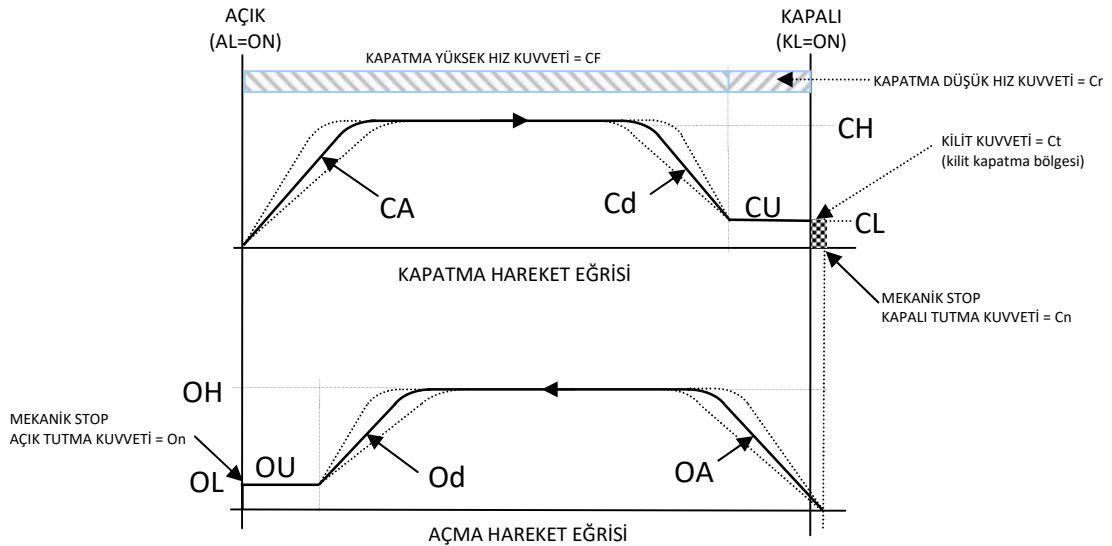 AÇIK
(AL=ON)
KAPALI
(KL=ON)
KAPATMA YÜKSEK HIZ KUVVETİ = CF
KAPATMA DÜŞÜK HIZ KUVVETİ = Cr
CH
KİLİT KUVVETİ = Ct
(kilit kapatma bölgesi)
CA
Cd
CU
CL
KAPATMA HAREKET EĞRİSİ
MEKANİK STOP
KAPALI TUTMA KUVVETİ = Cn
OH
MEKANİK STOP
AÇIK TUTMA KUVVETİ = On
OL
OU
Od
OA
AÇMA HAREKET EĞRİSİ